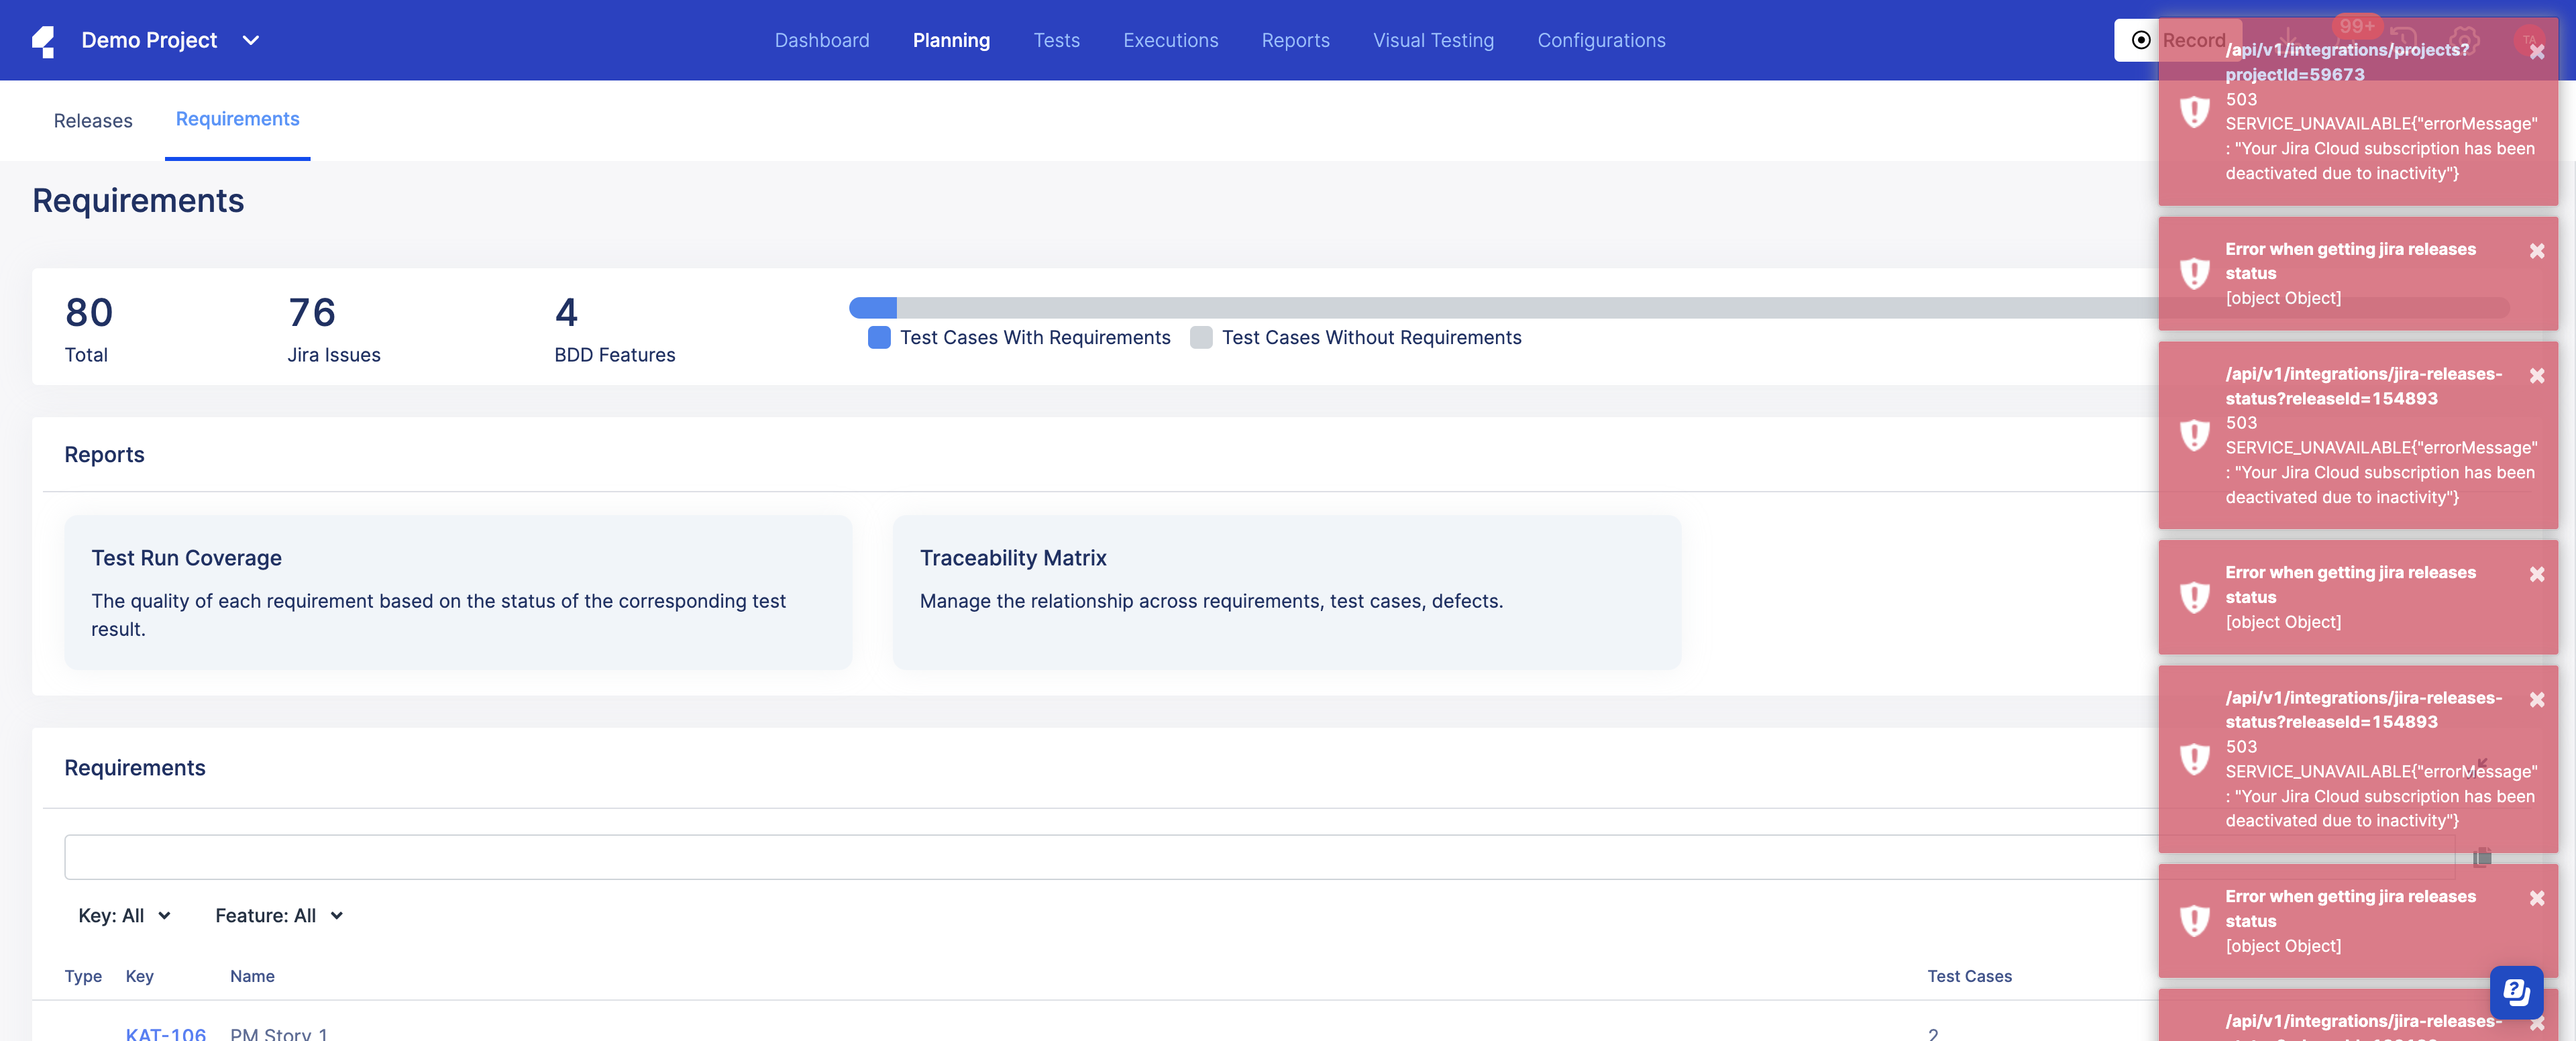 Demo Project
Dashboard
Planning
Tests
Executions
Reports
Visual Testing
Configurations
Record
99+
TA
Releases
Requirements
Requirements
80
Total
76
Jira Issues
4
BDD Features
Test Cases With Requirements
Test Cases Without Requirements
Reports
Test Run Coverage
The quality of each requirement based on the status of the corresponding test
result.
Traceability Matrix
Manage the relationship across requirements, test cases, defects.
Requirements
Key: All
Feature: All
Type
Key
Name
Test Cases
KAT-106
PM Story 1
2
/api/v1/integrations/projects?
projectId=59673
503
SERVICE_UNAVAILABLE{"errorMessage"
: "Your Jira Cloud subscription has been
deactivated due to inactivity"}
Error when getting jira releases
status
[object Object]
/api/v1/integrations/jira-releases-
status?releaseId=154893
503
SERVICE_UNAVAILABLE{"errorMessage"
: "Your Jira Cloud subscription has been
deactivated due to inactivity"}
Error when getting jira releases
status
[object Object]
/api/v1/integrations/jira-releases-
status?releaseId=154893
503
SERVICE_UNAVAILABLE{"errorMessage"
: "Your Jira Cloud subscription has been
deactivated due to inactivity"}
Error when getting jira releases
status
[object Object]
/api/v1/integrations/jira-releases-